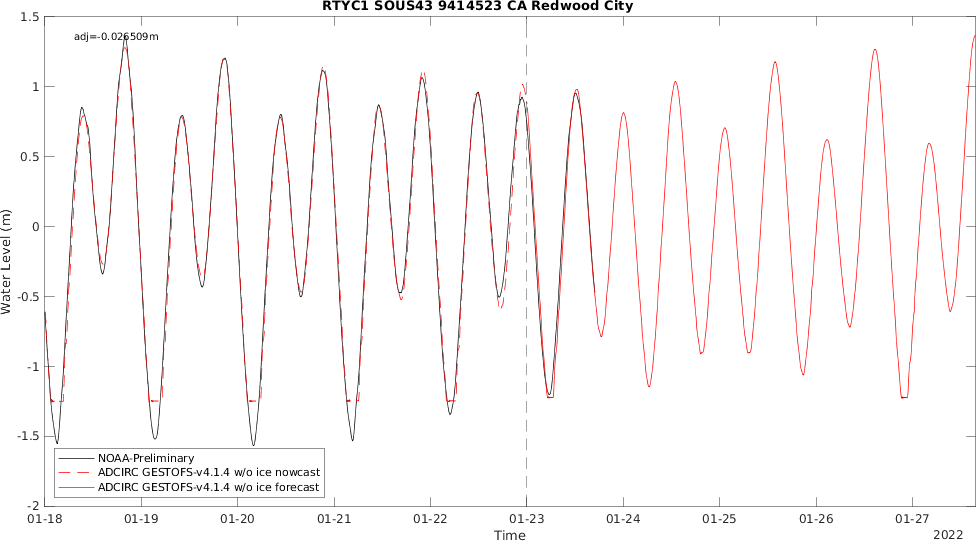 RTYC1 SOUS43 9414523 CA Redwood City
adj=-0.026509m
1.5
1
0.5
0
-0.5
-1
-1.5
-2
Water Level (m)
NOAA-Preliminary
ADCIRC GESTOFS-v4.1.4 w/o ice nowcast
ADCIRC GESTOFS-v4.1.4 w/o ice forecast
01-18 01-19 01-20 01-21 01-22 01-23 01-24 01-25 01-26 01-27
Time
2022